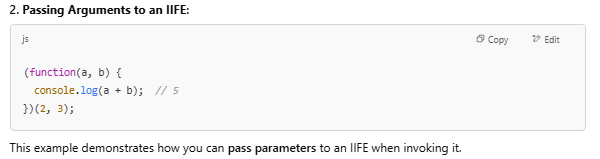 2. Passing Arguments to an IIFE:
js
Copy
Edit
(function(a, b) {
  console.log(a + b);  // 5
})(2, 3);
This example demonstrates how you can pass parameters to an IIFE when invoking it.